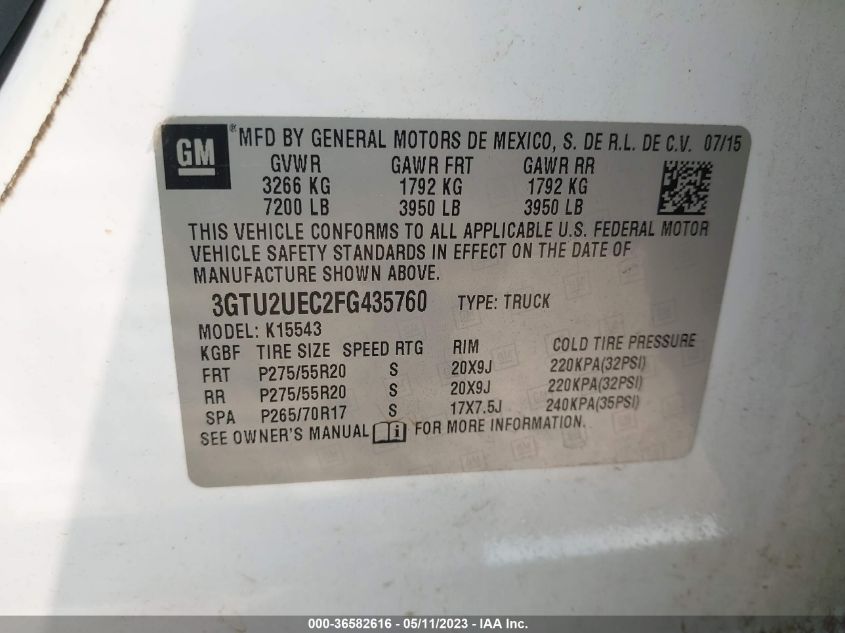 GM ® MFD BY GENERAL MOTORS DE MEXICO, S. DE R.L. DE C.V. 07/15
GVWR GAWR FRT GAWR RR
3266 KG 1792 KG 1792 KG
7200 LB 3950 LB 3950 LB
THIS VEHICLE CONFORMS TO ALL APPLICABLE U.S. FEDERAL MOTOR
VEHICLE SAFETY STANDARDS IN EFFECT ON THE DATE OF
MANUFACTURE SHOWN ABOVE.
3GTU2UEC2FG435760 TYPE: TRUCK
MODEL: K15543
KGBF TIRE SIZE SPEED RTG RIM COLD TIRE PRESSURE
FRT P275/55R20 S 20X9J 220KPA(32PSI)
RR P275/55R20 S 20X9J 220KPA(32PSI)
SPA P265/70R17 S 17X7.5J 240KPA(35PSI)
SEE OWNER'S MANUAL i FOR MORE INFORMATION.
000-36582616 - 05/11/2023 - IAA Inc.